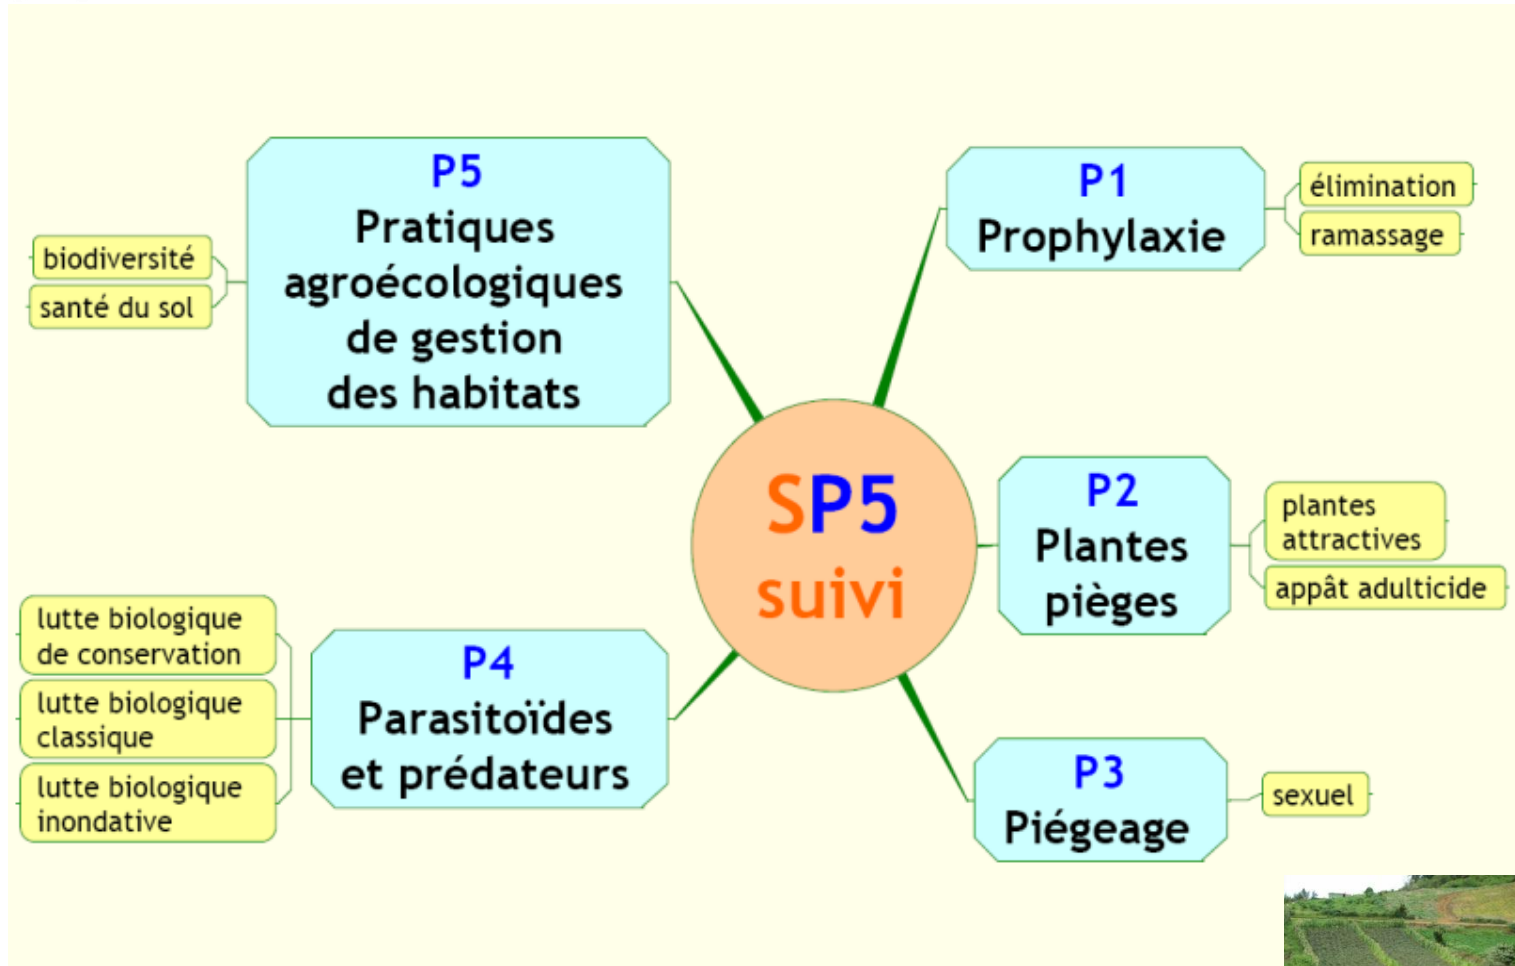 SP5
suivi
P1
Prophylaxie
élimination
ramassage
P2
Plantes
pièges
plantes
attractives
appât adulticide
P3
Piégeage
sexuel
P4
Parasitoïdes
et prédateurs
lutte biologique
de conservation
lutte biologique
classique
lutte biologique
inondative
P5
Pratiques
agroécologiques
de gestion
des habitats
biodiversité
santé du sol